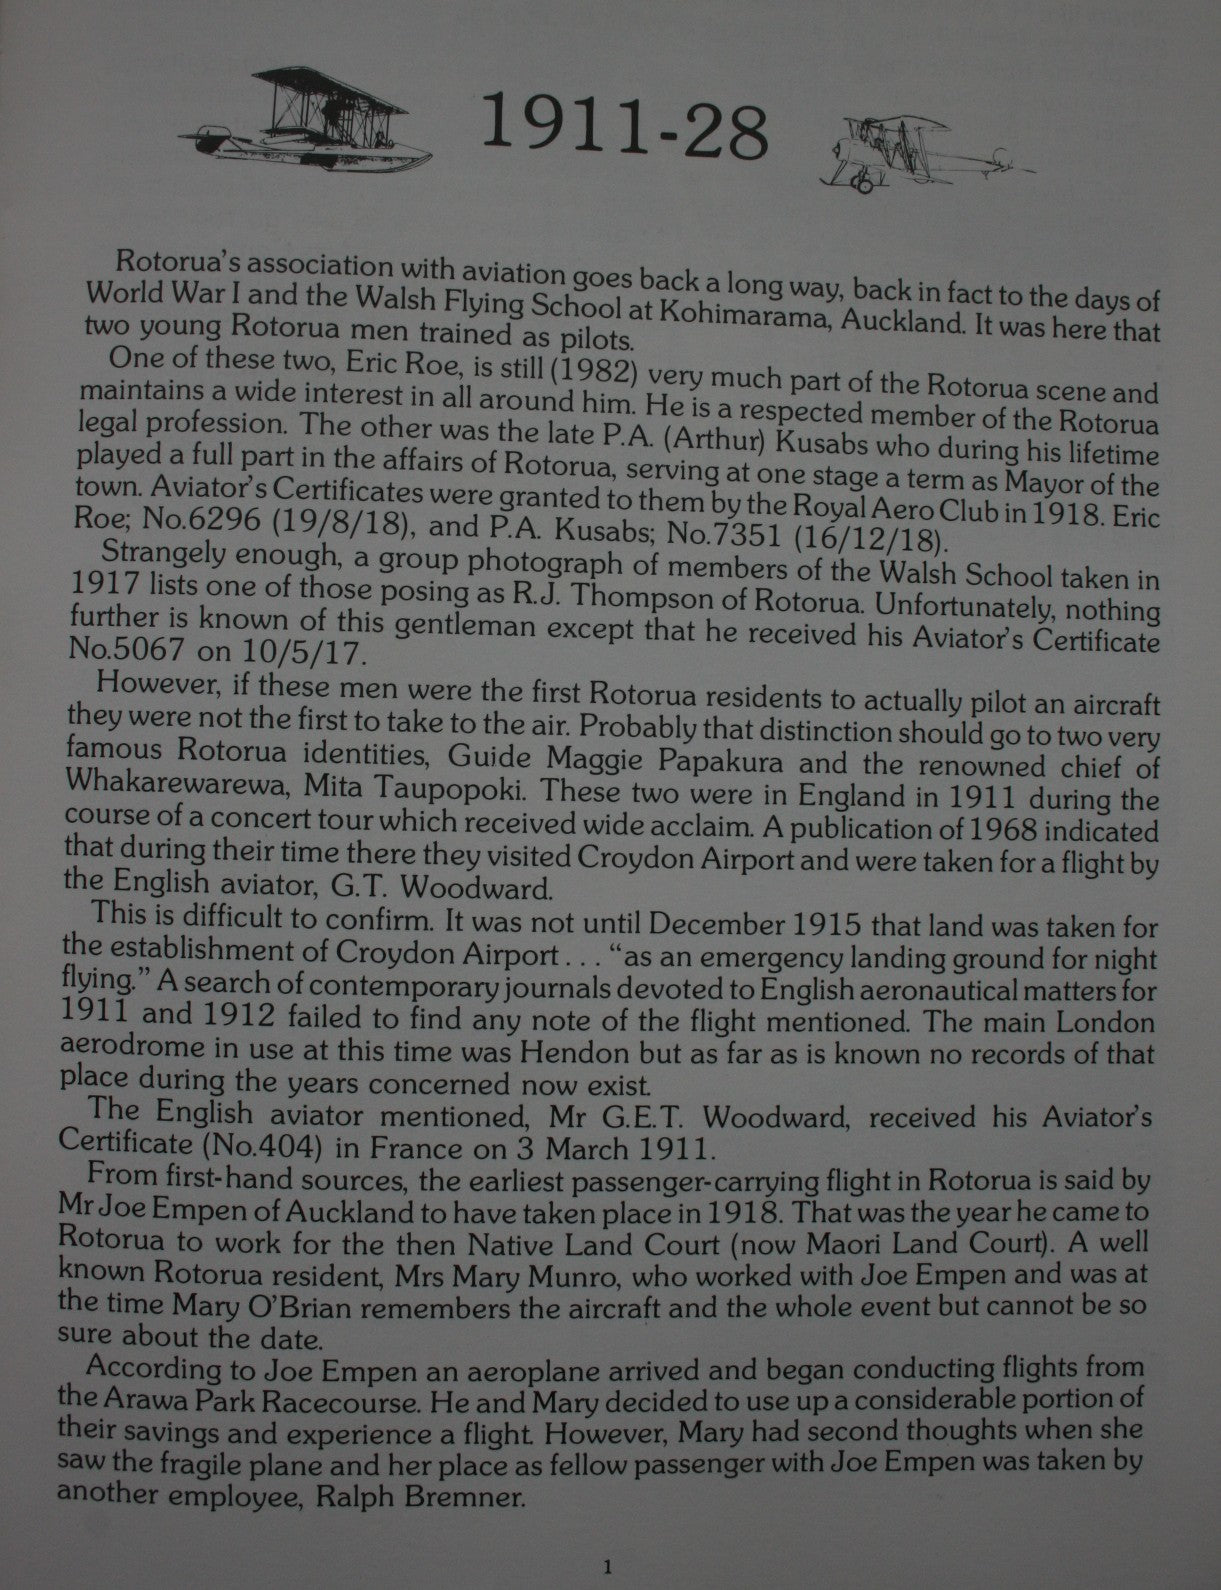 1911-28
Rotorua's association with aviation goes back a long way, back in fact to the days of
World War I and the Walsh Flying School at Kohimarama, Auckland. It was here that
two young Rotorua men trained as pilots.
One of these two, Eric Roe, is still (1982) very much part of the Rotorua scene and
maintains a wide interest in all around him. He is a respected member of the Rotorua
legal profession. The other was the late P.A. (Arthur) Kusabs who during his lifetime
played a full part in the affairs of Rotorua, serving at one stage a term as Mayor of the
town. Aviator's Certificates were granted to them by the Royal Aero Club in 1918. Eric
Roe; No.6296 (19/8/18), and P.A. Kusabs; No.7351 (16/12/18).
Strangely enough, a group photograph of members of the Walsh School taken in
1917 lists one of those posing as R.J. Thompson of Rotorua. Unfortunately, nothing
further is known of this gentleman except that he received his Aviator's Certificate
No.5067 on 10/5/17.
However, if these men were the first Rotorua residents to actually pilot an aircraft
they were not the first to take to the air. Probably that distinction should go to two very
famous Rotorua identities, Guide Maggie Papakura and the renowned chief of
Whakarewarewa, Mita Taupopoki. These two were in England in 1911 during the
course of a concert tour which received wide acclaim. A publication of 1968 indicated
that during their time there they visited Croydon Airport and were taken for a flight by
the English aviator, G.T. Woodward.
This is difficult to confirm. It was not until December 1915 that land was taken for
the establishment of Croydon Airport . . . "as an emergency landing ground for night
flying." A search of contemporary journals devoted to English aeronautical matters for
1911 and 1912 failed to find any note of the flight mentioned. The main London
aerodrome in use at this time was Hendon but as far as is known no records of that
place during the years concerned now exist.
The English aviator mentioned, Mr G.E.T. Woodward, received his Aviator's
Certificate (No.404) in France on 3 March 1911.
From first-hand sources, the earliest passenger-carrying flight in Rotorua is said by
Mr Joe Empen of Auckland to have taken place in 1918. That was the year he came to
Rotorua to work for the then Native Land Court (now Maori Land Court). A well
known Rotorua resident, Mrs Mary Munro, who worked with Joe Empen and was at
the time Mary O'Brian remembers the aircraft and the whole event but cannot be so
sure about the date.
According to Joe Empen an aeroplane arrived and began conducting flights from
the Arawa Park Racecourse. He and Mary decided to use up a considerable portion of
their savings and experience a flight. However, Mary had second thoughts when she
saw the fragile plane and her place as fellow passenger with Joe Empen was taken by
another employee, Ralph Bremner.
1